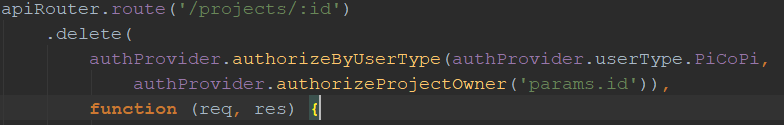 apiRouter.route('/projects/:id')
.delete(
authProvider.authorizeByUserType(authProvider.userType.PiCoPi,
authProvider.authorizeProjectOwner('params.id')),
function (req, res) {